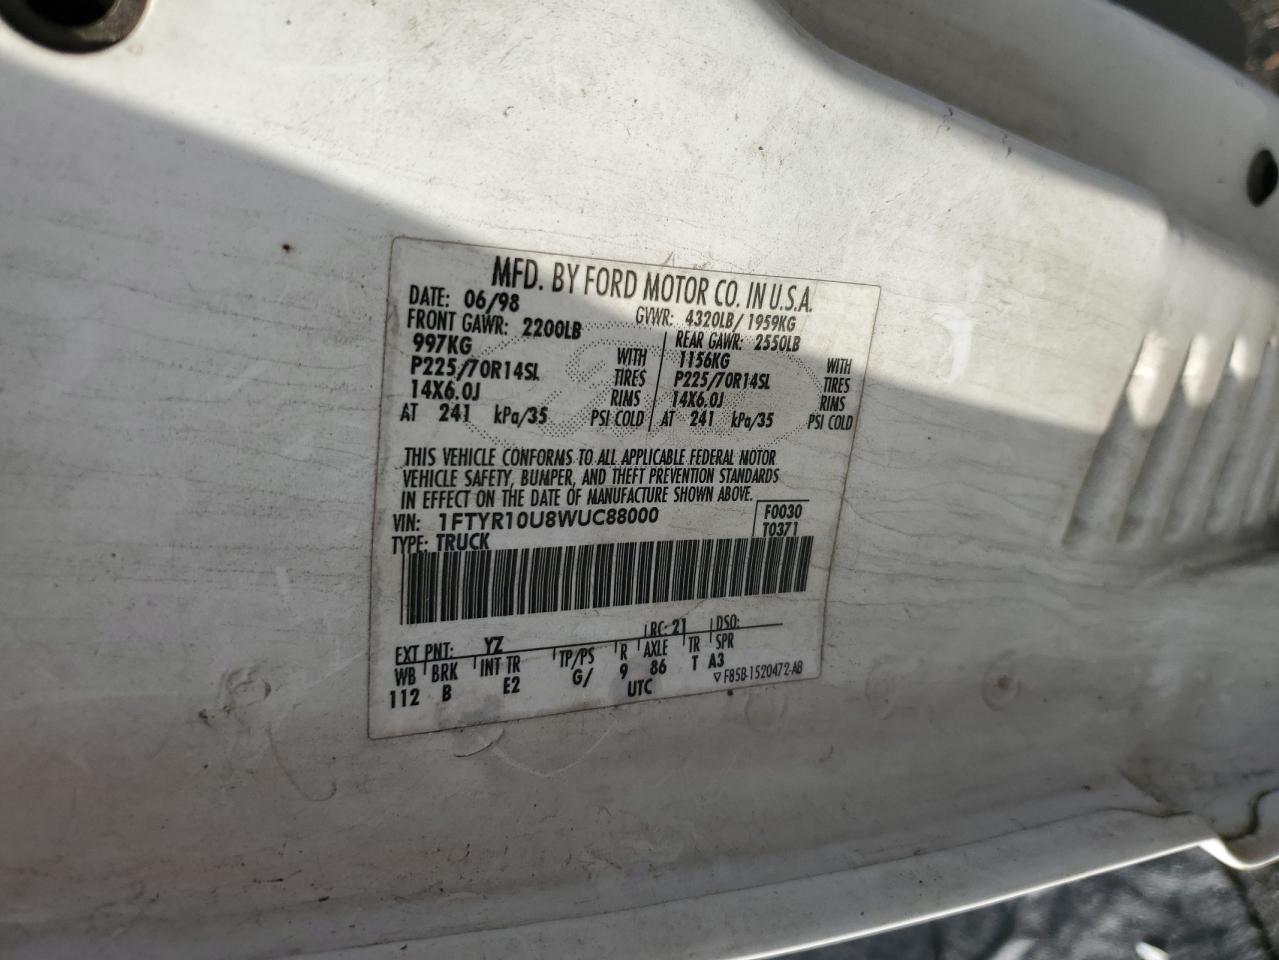 MFD. BY FORD MOTOR CO. IN U.S.A.
DATE: 06/98 GVWR: 4320LB/ 1959KG
FRONT GAWR: 2200LB REAR GAWR: 2550LB
997KG WITH 1156KG WITH
P225/70R14SL TIRES P225/70R14SL TIRES
14X6.0J RIMS 14X6.0J RIMS
AT 241 kPa/35 PSI COLD AT 241 kPa/35 PSI COLD
THIS VEHICLE CONFORMS TO ALL APPLICABLE FEDERAL MOTOR
VEHICLE SAFETY, BUMPER, AND THEFT PREVENTION STANDARDS
IN EFFECT ON THE DATE OF MANUFACTURE SHOWN ABOVE.
VIN: 1FTYR10U8WUC88000 F0030
TYPE: TRUCK T0371
EXT PNT: YZ RC: 21 DSO:
WB BRK INT TR TP/PS R AXLE TR SPR
112 B E2 G/ 9 86 T A3
UTC ▽ F85B-1520472-AB